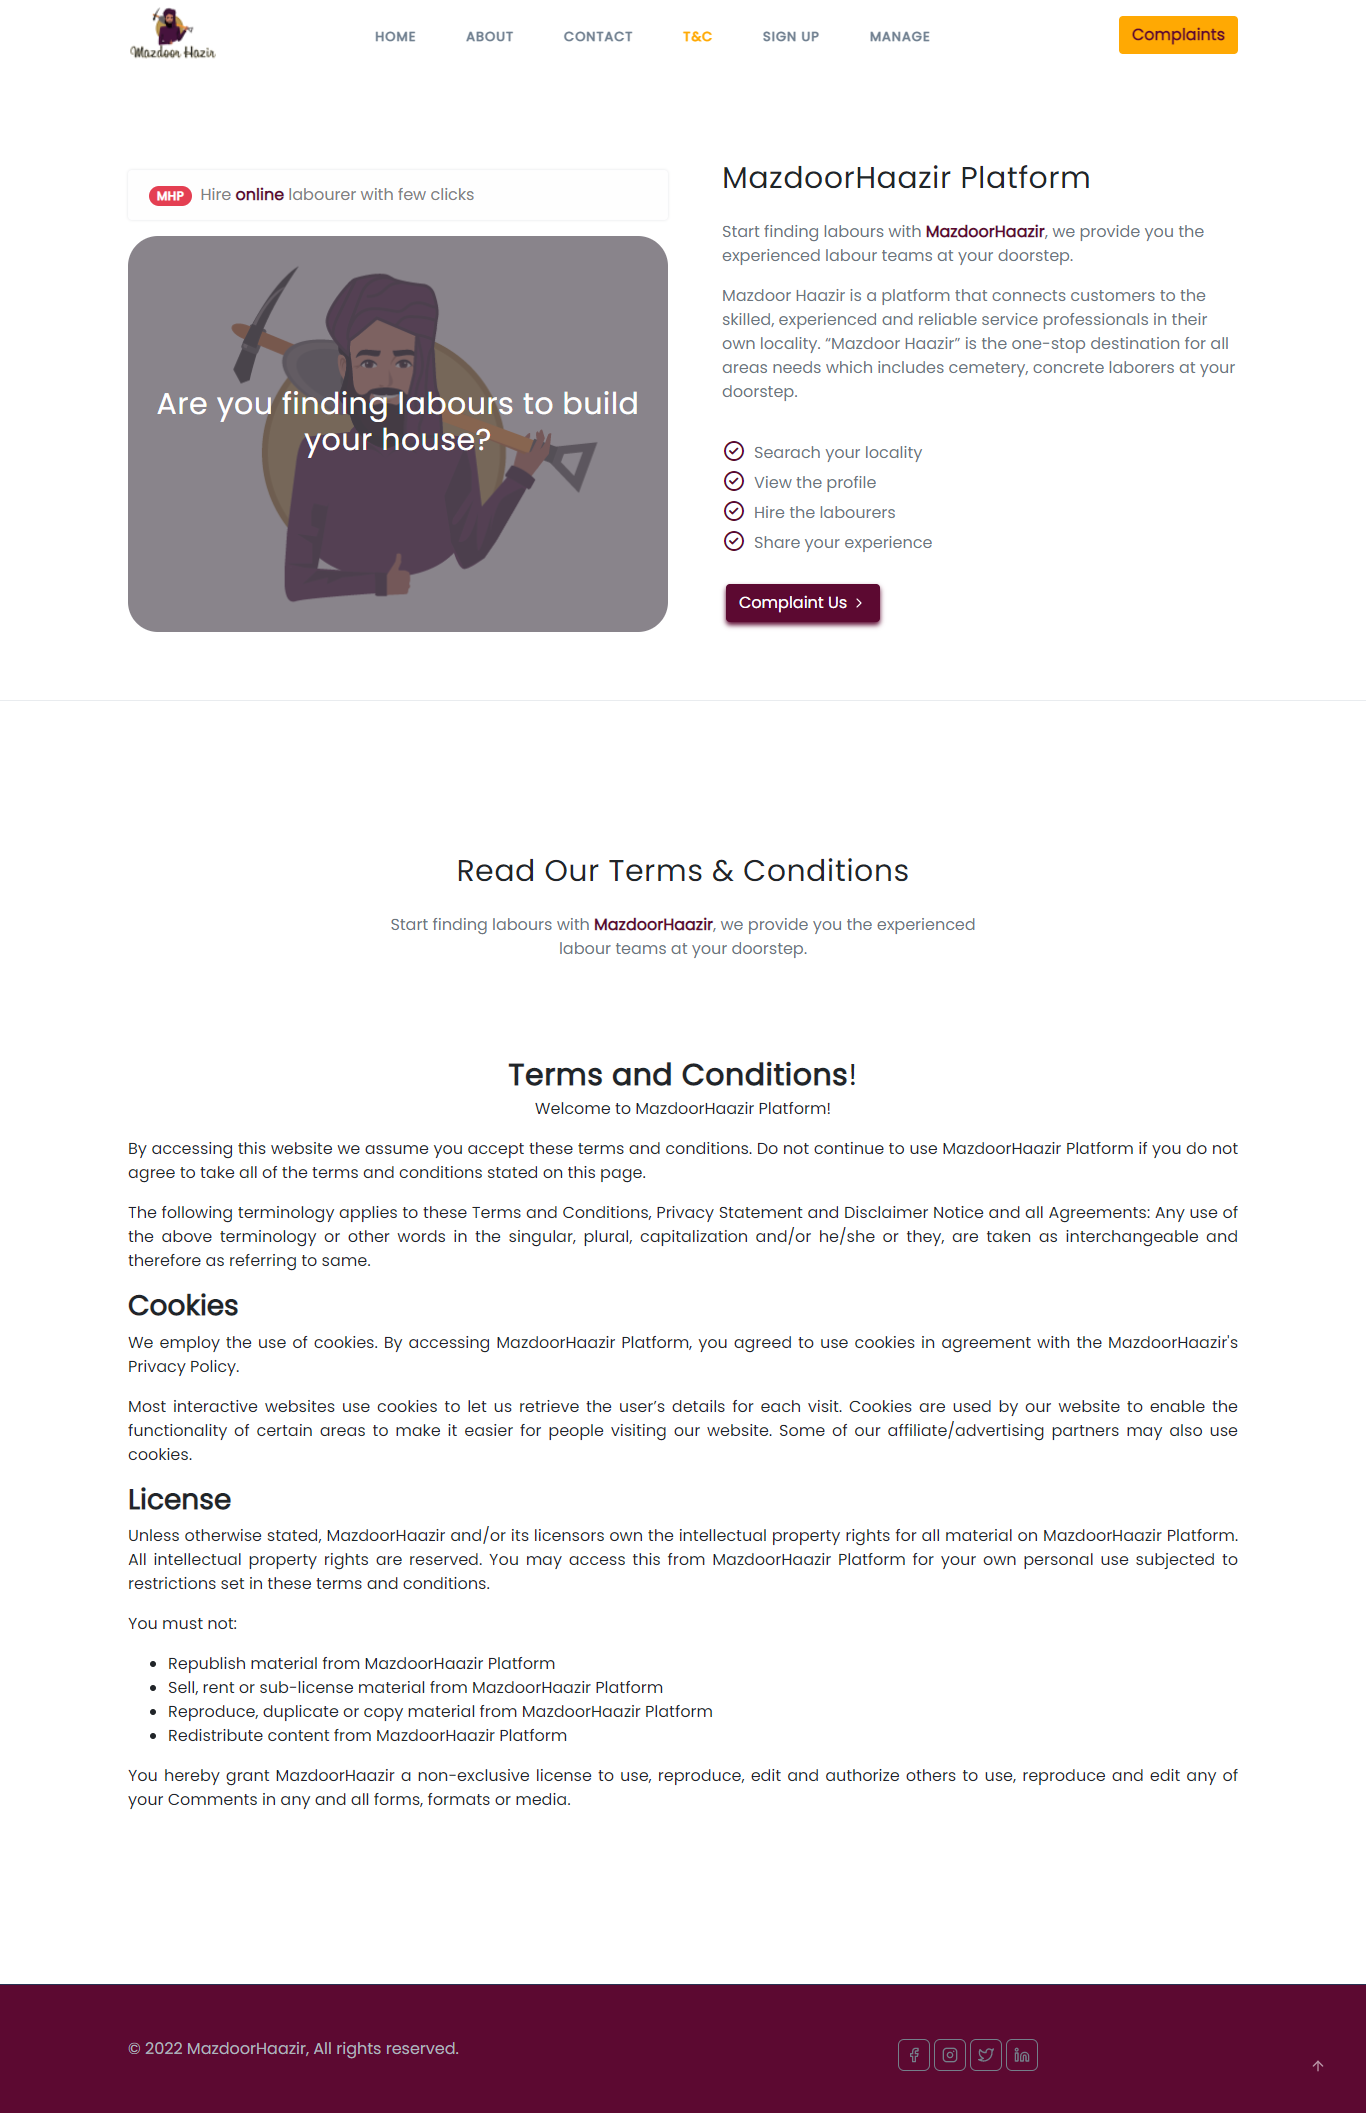 Mazdoor Hazir
HOME
ABOUT
CONTACT
T&C
SIGN UP
MANAGE
Complaints
MHP Hire online labourer with few clicks
Are you finding labours to build
your house?
MazdoorHaazir Platform
Start finding labours with MazdoorHaazir, we provide you the
experienced labour teams at your doorstep.
Mazdoor Haazir is a platform that connects customers to the
skilled, experienced and reliable service professionals in their
own locality. “Mazdoor Haazir” is the one-stop destination for all
areas needs which includes cemetery, concrete laborers at your
doorstep.
Searach your locality
View the profile
Hire the labourers
Share your experience
Complaint Us
Read Our Terms & Conditions
Start finding labours with MazdoorHaazir, we provide you the experienced
labour teams at your doorstep.
Terms and Conditions!
Welcome to MazdoorHaazir Platform!
By accessing this website we assume you accept these terms and conditions. Do not continue to use MazdoorHaazir Platform if you do not
agree to take all of the terms and conditions stated on this page.
The following terminology applies to these Terms and Conditions, Privacy Statement and Disclaimer Notice and all Agreements: Any use of
the above terminology or other words in the singular, plural, capitalization and/or he/she or they, are taken as interchangeable and
therefore as referring to same.
Cookies
We employ the use of cookies. By accessing MazdoorHaazir Platform, you agreed to use cookies in agreement with the MazdoorHaazir's
Privacy Policy.
Most interactive websites use cookies to let us retrieve the user’s details for each visit. Cookies are used by our website to enable the
functionality of certain areas to make it easier for people visiting our website. Some of our affiliate/advertising partners may also use
cookies.
License
Unless otherwise stated, MazdoorHaazir and/or its licensors own the intellectual property rights for all material on MazdoorHaazir Platform.
All intellectual property rights are reserved. You may access this from MazdoorHaazir Platform for your own personal use subjected to
restrictions set in these terms and conditions.
You must not:
Republish material from MazdoorHaazir Platform
Sell, rent or sub-license material from MazdoorHaazir Platform
Reproduce, duplicate or copy material from MazdoorHaazir Platform
Redistribute content from MazdoorHaazir Platform
You hereby grant MazdoorHaazir a non-exclusive license to use, reproduce, edit and authorize others to use, reproduce and edit any of
your Comments in any and all forms, formats or media.
© 2022 MazdoorHaazir, All rights reserved.